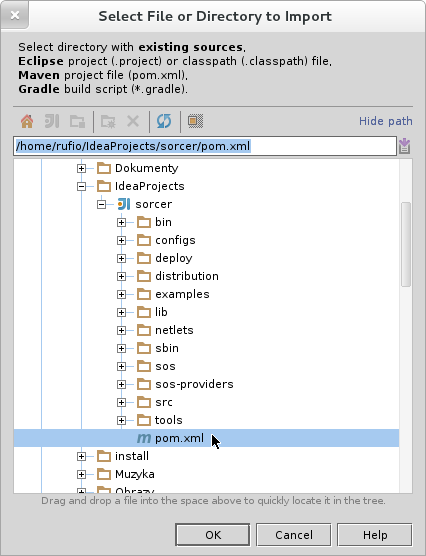 Select File or Directory to Import
Select directory with existing sources,
Eclipse project (.project) or classpath (.classpath) file,
Maven project file (pom.xml),
Gradle build script (*.gradle).
Hide path
/home/rufio/IdeaProjects/sorcer/pom.xml
Dokumenty
IdeaProjects
sorcer
bin
configs
deploy
distribution
examples
lib
netlets
sbin
sos
sos-providers
src
tools
m pom.xml
install
Muzyka
Obrazy
Drag and drop a file into the space above to quickly locate it in the tree.
OK
Cancel
Help